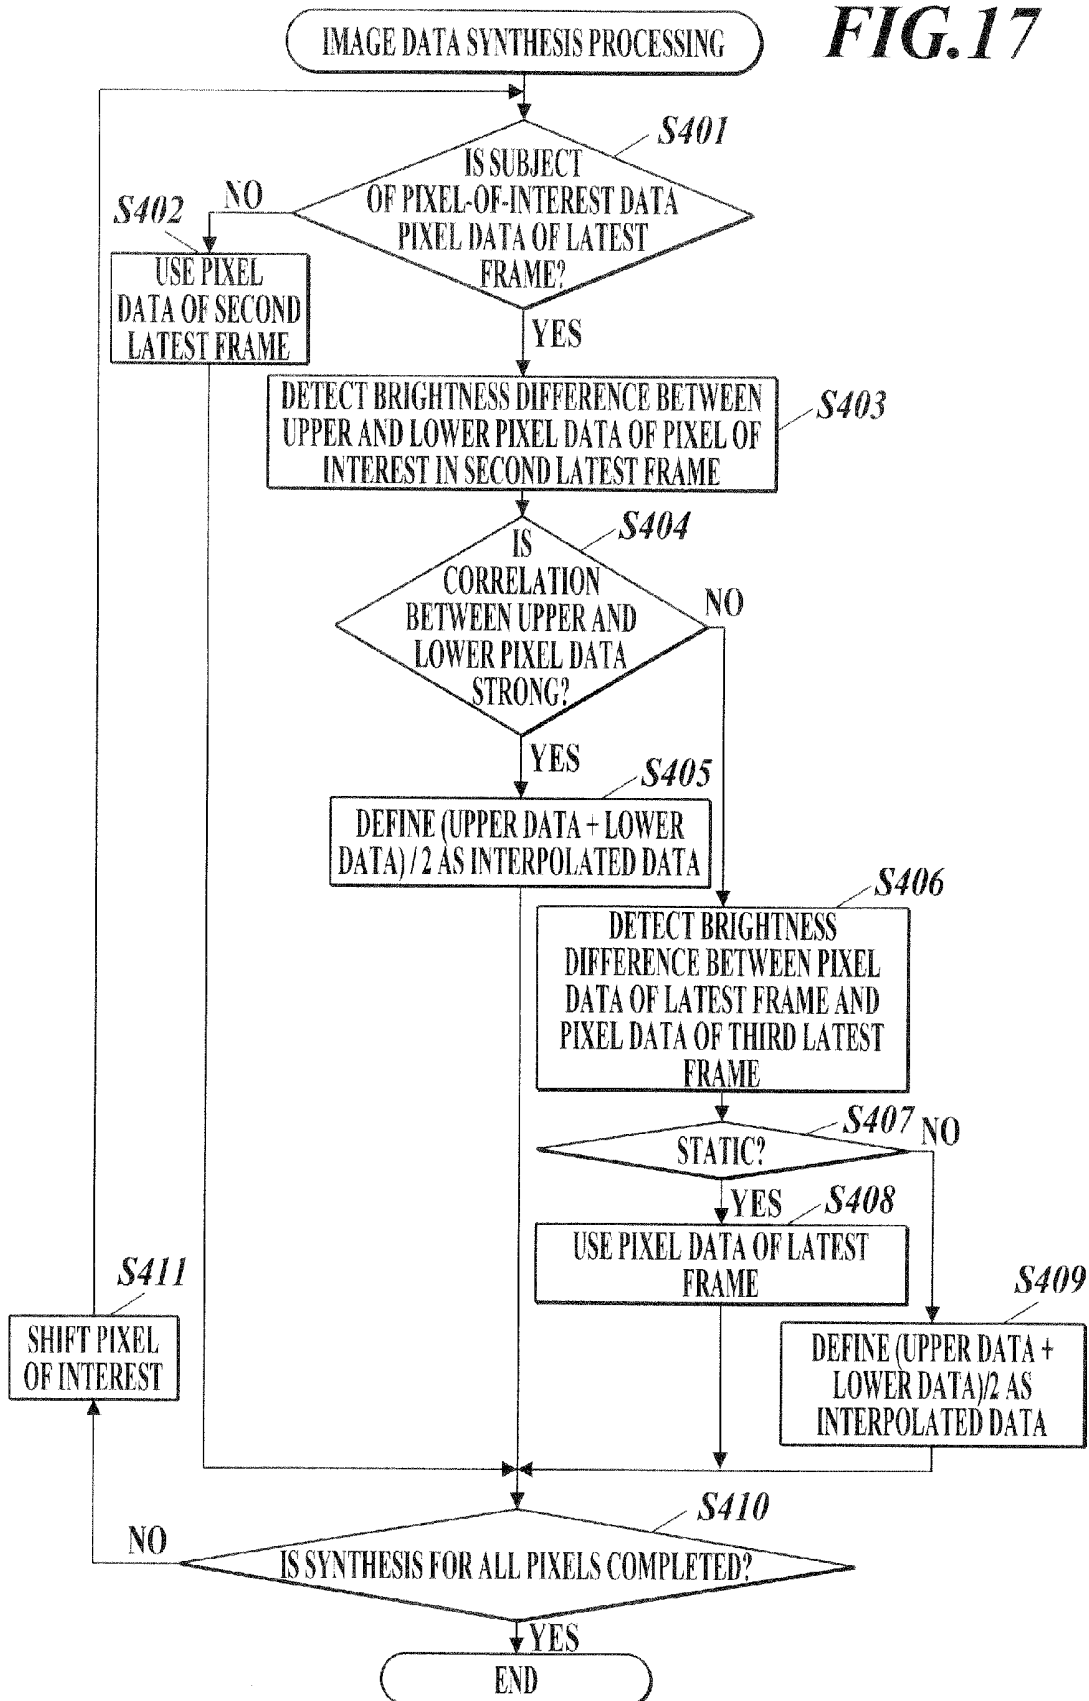 FIG.17
IMAGE DATA SYNTHESIS PROCESSING
S401
IS SUBJECT
OF PIXEL-OF-INTEREST DATA
PIXEL DATA OF LATEST
FRAME?
NO
S402
USE PIXEL
DATA OF SECOND
LATEST FRAME
YES
S403
DETECT BRIGHTNESS DIFFERENCE BETWEEN
UPPER AND LOWER PIXEL DATA OF PIXEL OF
INTEREST IN SECOND LATEST FRAME
S404
IS
CORRELATION
BETWEEN UPPER AND
LOWER PIXEL DATA
STRONG?
NO
YES
S405
DEFINE (UPPER DATA + LOWER
DATA) / 2 AS INTERPOLATED DATA
S406
DETECT BRIGHTNESS
DIFFERENCE BETWEEN PIXEL
DATA OF LATEST FRAME AND
PIXEL DATA OF THIRD LATEST
FRAME
S407
STATIC?
NO
YES
S408
USE PIXEL DATA OF LATEST
FRAME
S409
DEFINE (UPPER DATA +
LOWER DATA)/2 AS
INTERPOLATED DATA
S411
SHIFT PIXEL
OF INTEREST
S410
IS SYNTHESIS FOR ALL PIXELS COMPLETED?
NO
YES
END